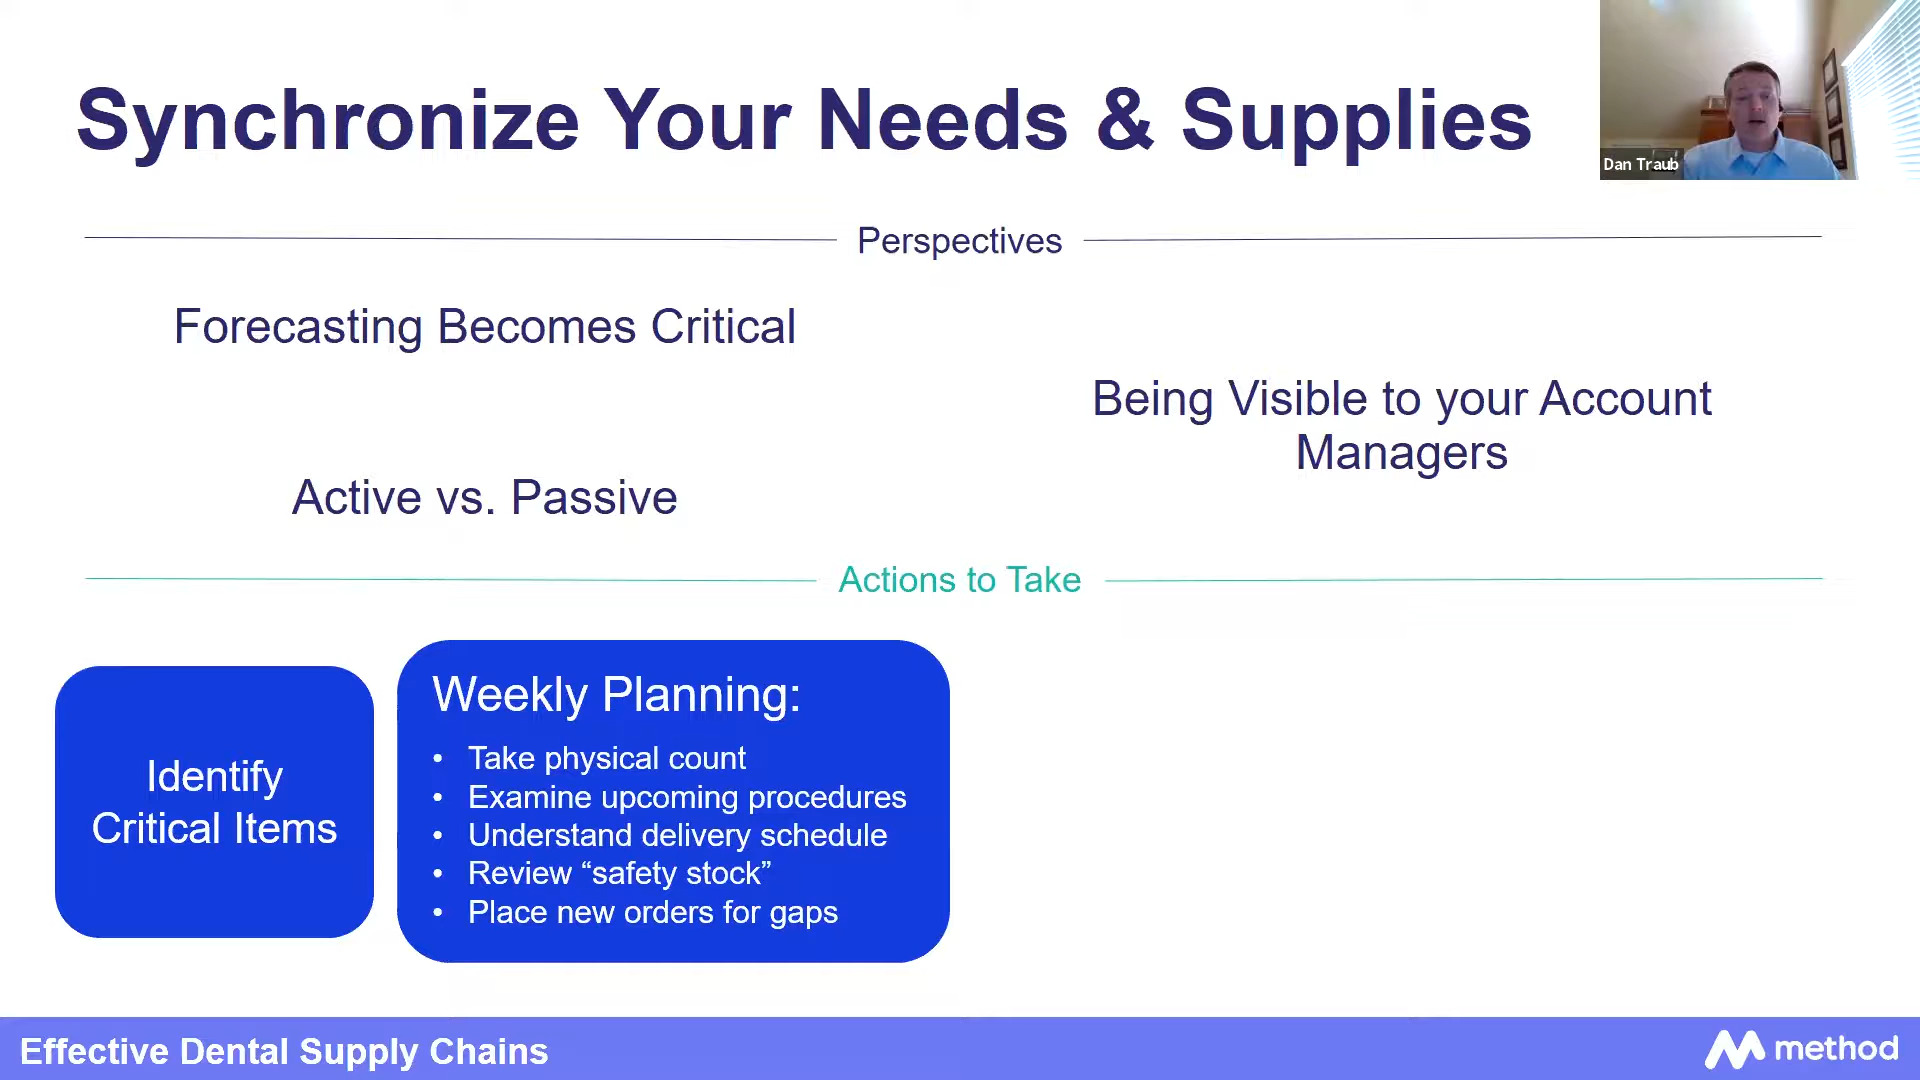 Synchronize Your Needs & Supplies
Dan Traub
Perspectives
Forecasting Becomes Critical
Being Visible to your Account
Managers
Active vs. Passive
Actions to Take
Identify
Critical Items
Weekly Planning:
• Take physical count
• Examine upcoming procedures
• Understand delivery schedule
• Review “safety stock”
• Place new orders for gaps
Effective Dental Supply Chains
method